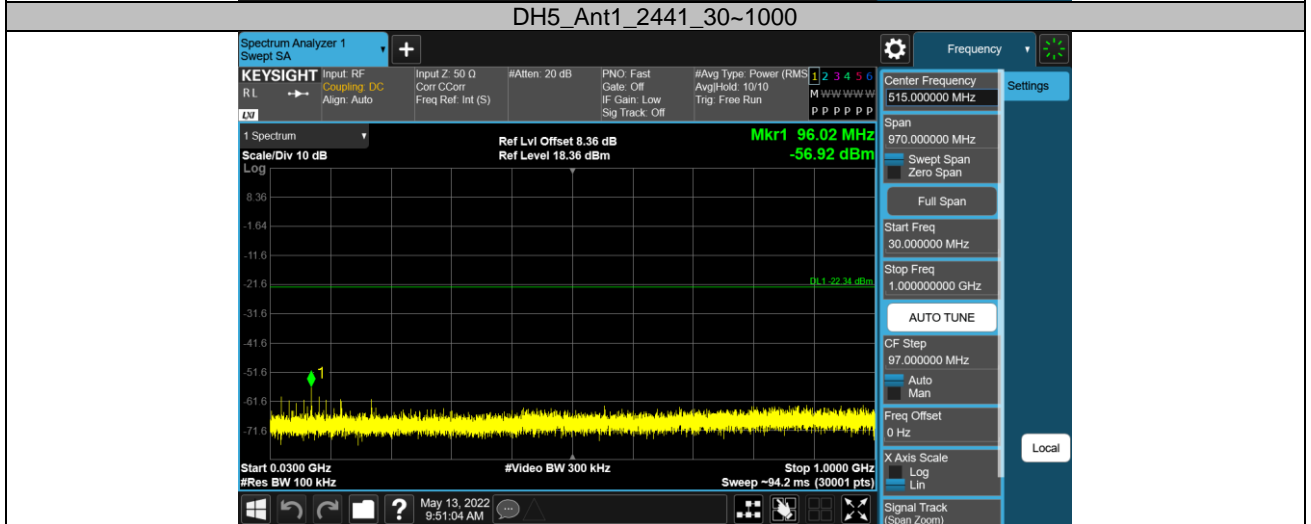 DH5_Ant1_2441_30~1000
Spectrum Analyzer 1
Swept SA
Frequency
KEYSIGHT
RL
LXI
Input: RF
Coupling: DC
Align: Auto
Input Z: 50 Ω
Corr CCorr
Freq Ref: Int (S)
#Atten: 20 dB
PNO: Fast
Gate: Off
IF Gain: Low
Sig Track: Off
#Avg Type: Power (RMS
Avg|Hold: 10/10
Trig: Free Run
1 2 3 4 5 6
M W W W W W
P P P P P P
1 Spectrum
Scale/Div 10 dB
Log
Ref Lvl Offset 8.36 dB
Ref Level 18.36 dBm
Mkr1 96.02 MHz
-56.92 dBm
8.36
-1.64
-11.6
-21.6
DL1 -22.34 dBm
-31.6
-41.6
-51.6
1
-61.6
-71.6
Start 0.0300 GHz
#Video BW 300 kHz
Stop 1.0000 GHz
#Res BW 100 kHz
Sweep ~94.2 ms (30001 pts)
May 13, 2022
9:51:04 AM
Center Frequency
515.000000 MHz
Settings
Span
970.000000 MHz
Swept Span
Zero Span
Full Span
Start Freq
30.000000 MHz
Stop Freq
1.000000000 GHz
AUTO TUNE
CF Step
97.000000 MHz
Auto
Man
Freq Offset
0 Hz
Local
X Axis Scale
Log
Lin
Signal Track
(Span Zoom)